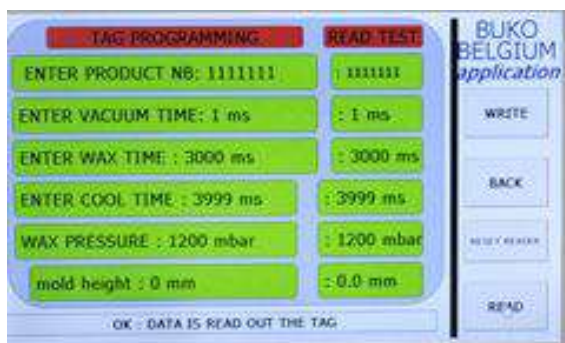 TAG PROGRAMMING READ TEST
ENTER PRODUCT NB: 1111111 : 1111111
ENTER VACUUM TIME: 1 ms : 1 ms
ENTER WAX TIME : 3000 ms : 3000 ms
ENTER COOL TIME : 3999 ms : 3999 ms
WAX PRESSURE : 1200 mbar : 1200 mbar
mold height : 0 mm : 0.0 mm
OK : DATA IS READ OUT THE TAG
BUKO
BELGIUM
application
WRITE
BACK
RESET READER
READ